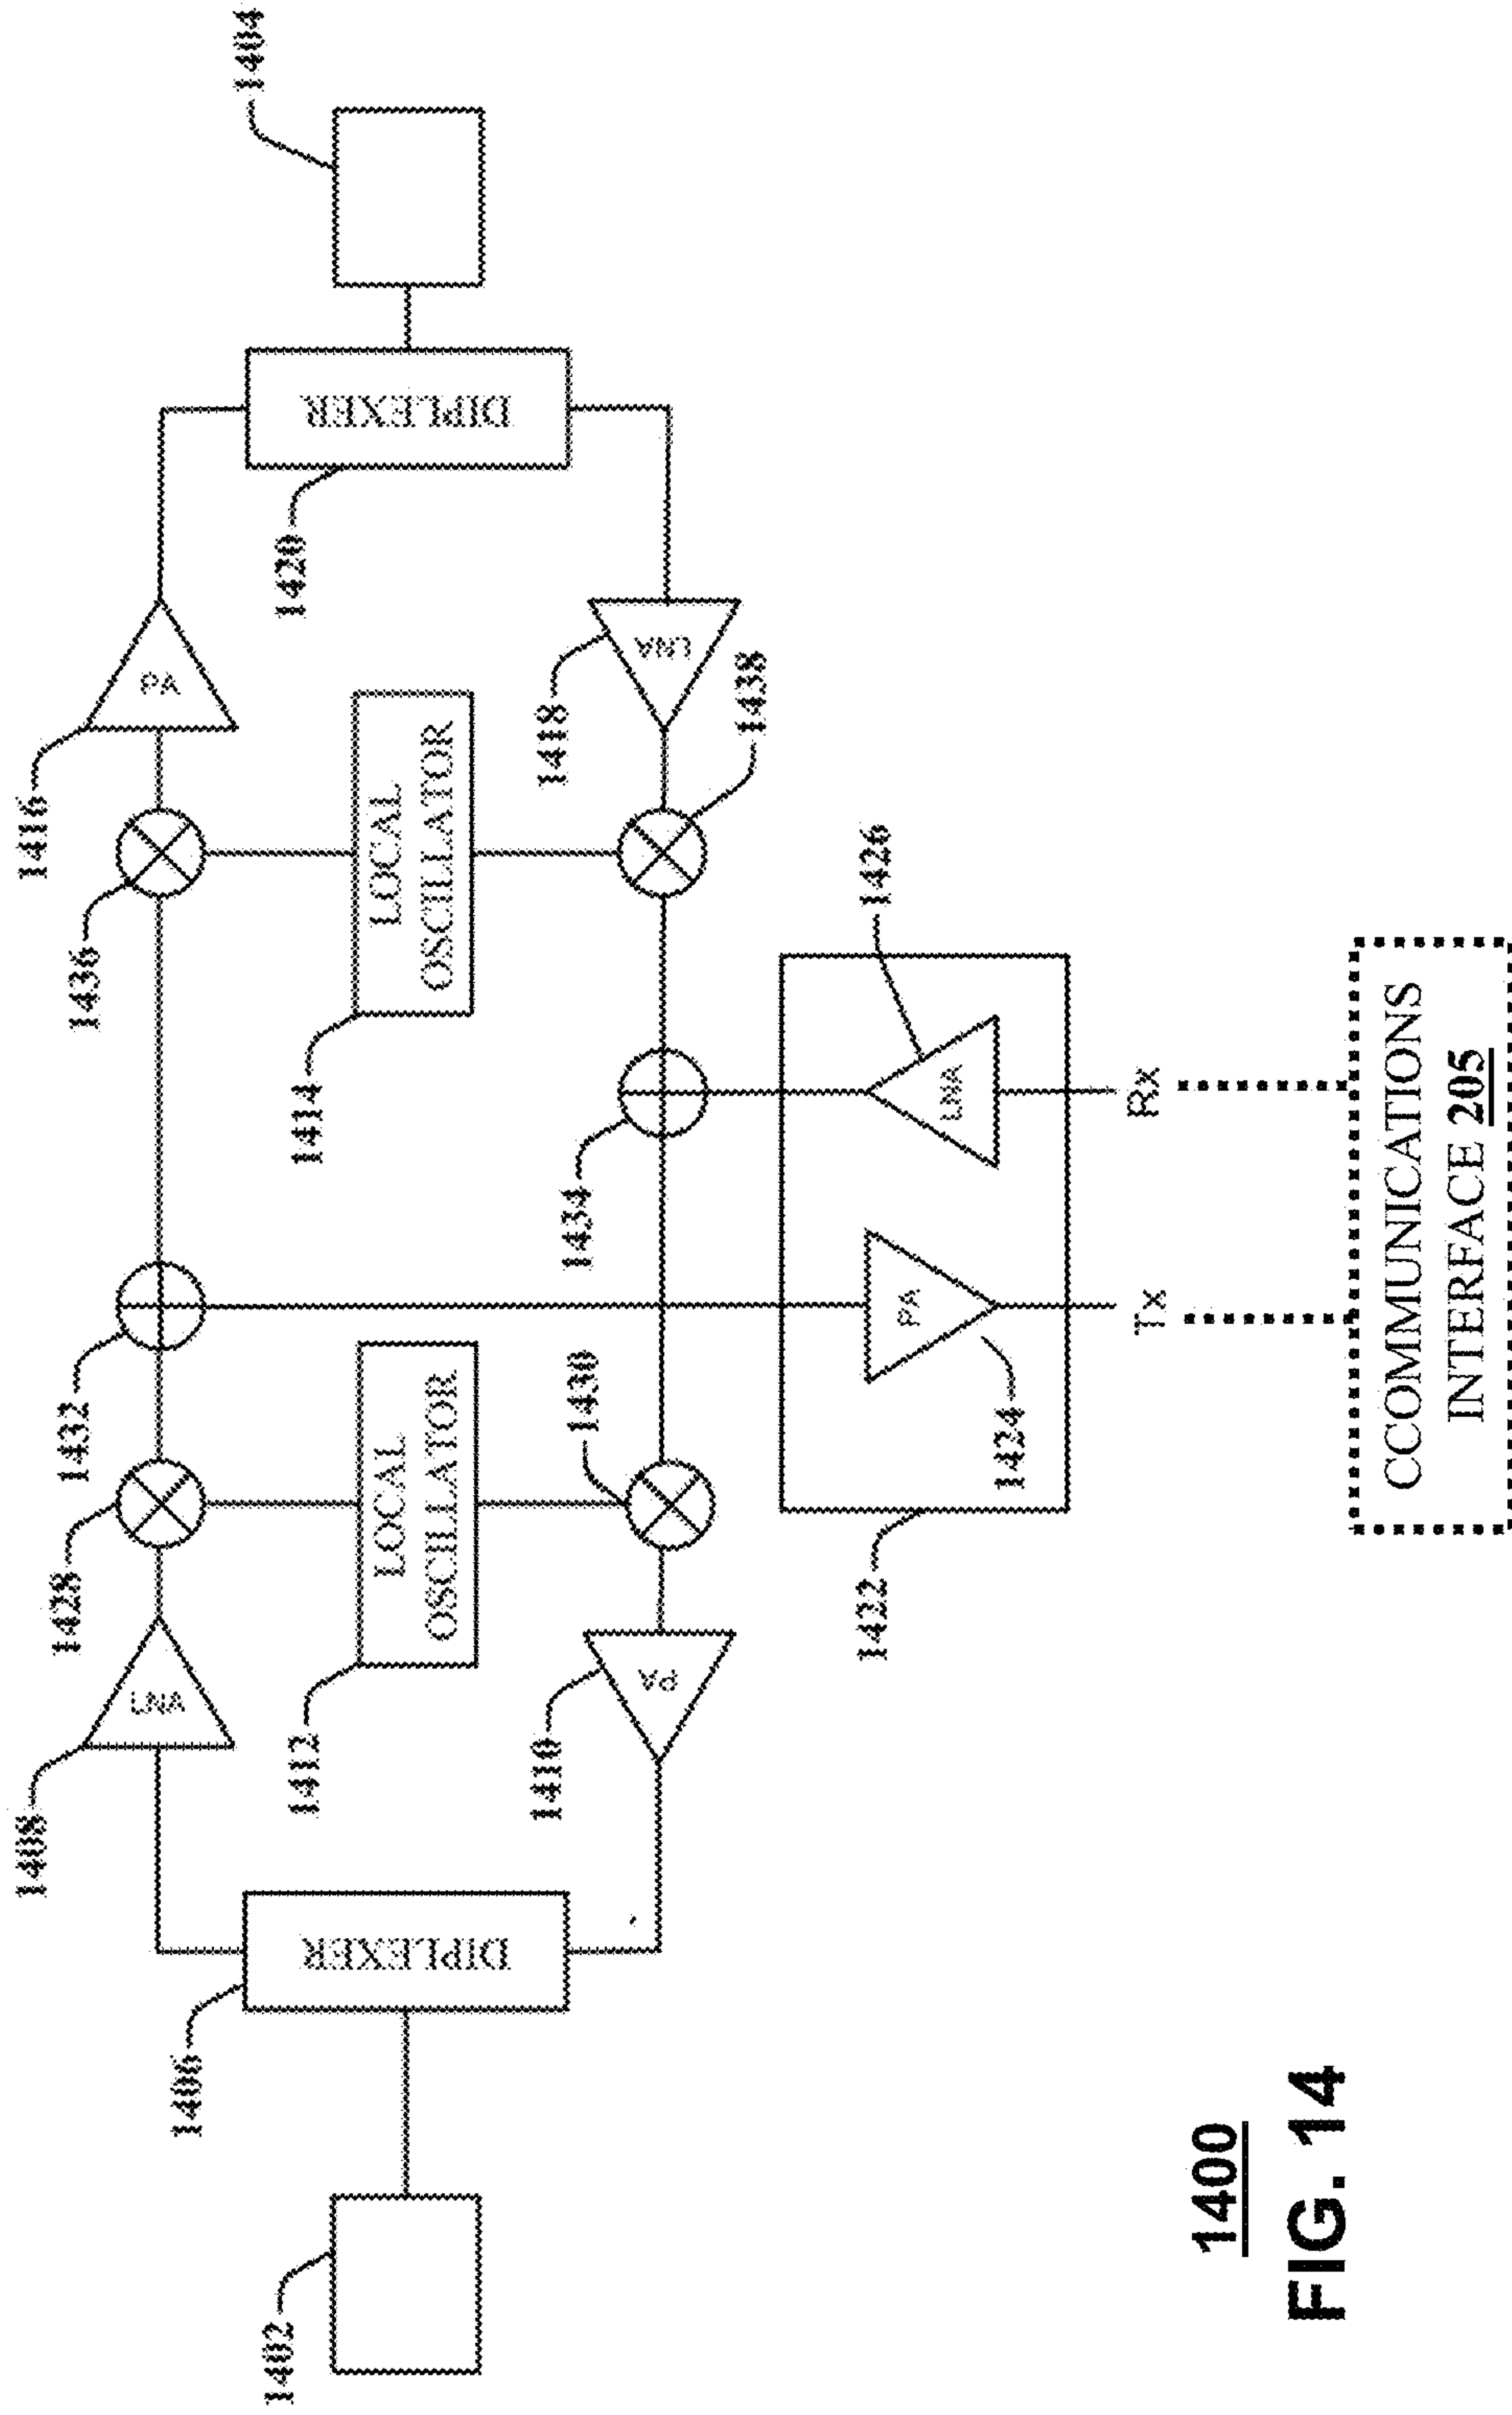 1416
PA
1404
1436
1420
DIPLEXER
1414
LOCAL
OSCILLATOR
1418
LNA
1438
1432
1434
1426
LNA
Rx
1428
1412
LOCAL
OSCILLATOR
1430
PA
1424
Tx
1422
CCOMMUNICATIONS
INTERFACE 205
1408
LNA
1410
PA
1406
DIPLEXER
1402
1400
FIG. 14